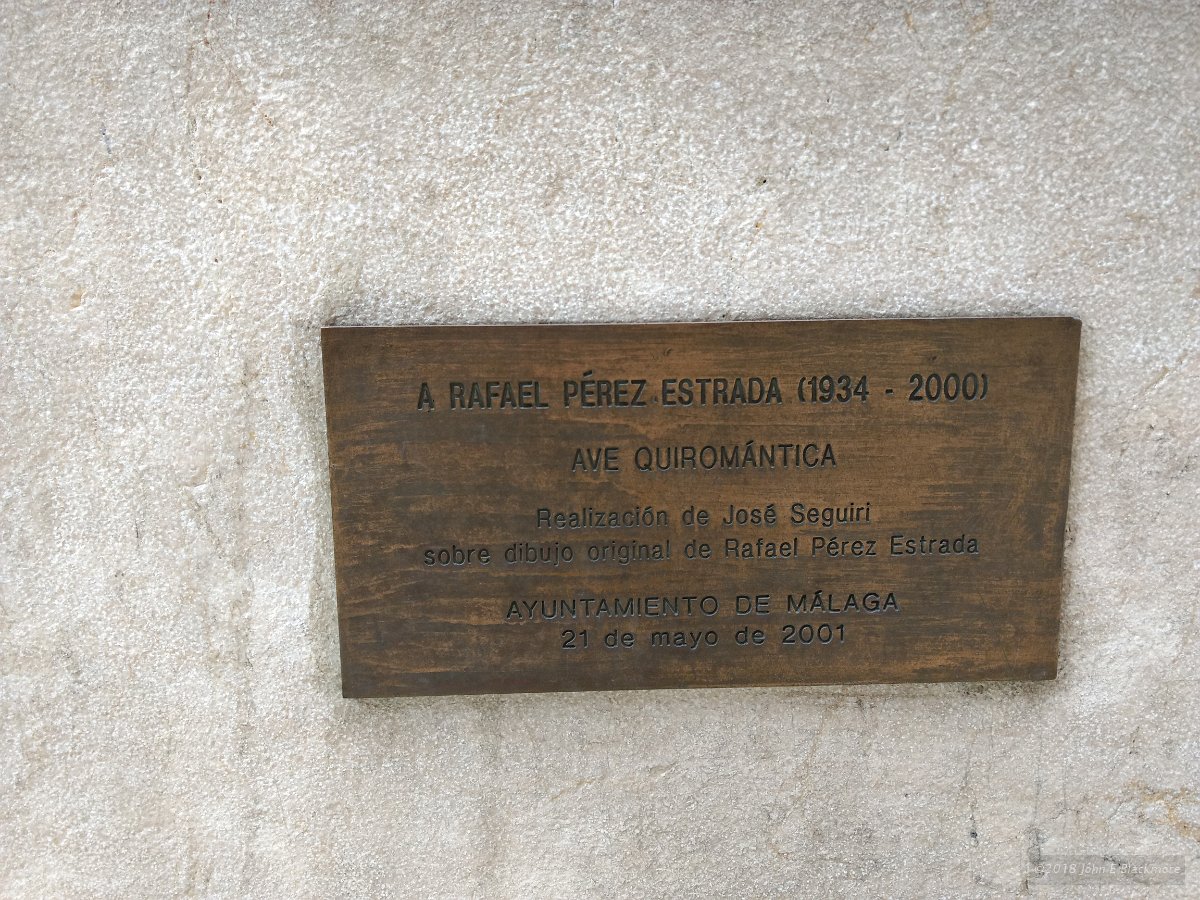 A RAFAEL PÉREZ ESTRADA (1934 - 2000)
AVE QUIROMÁNTICA
Realización de José Seguiri
sobre dibujo original de Rafael Pérez Estrada
AYUNTAMIENTO DE MÁLAGA
21 de mayo de 2001
©2018 John E Blackmore